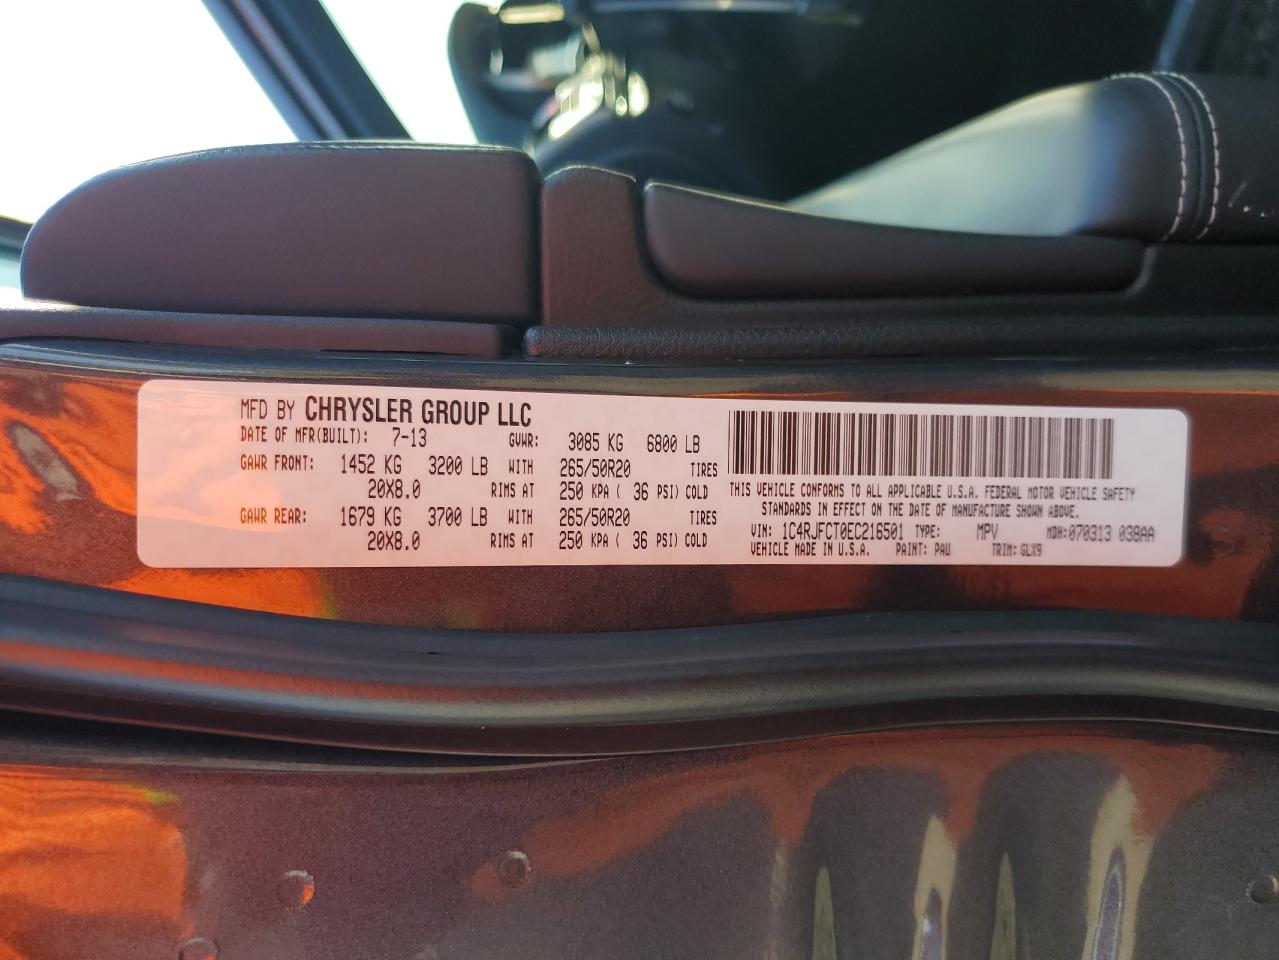 MFD BY CHRYSLER GROUP LLC
DATE OF MFR(BUILT): 7-13 GVWR: 3085 KG 6800 LB
GAWR FRONT: 1452 KG 3200 LB WITH 265/50R20 TIRES
20X8.0 RIMS AT 250 KPA ( 36 PSI) COLD
GAWR REAR: 1679 KG 3700 LB WITH 265/50R20 TIRES
20X8.0 RIMS AT 250 KPA ( 36 PSI) COLD
THIS VEHICLE CONFORMS TO ALL APPLICABLE U.S.A. FEDERAL MOTOR VEHICLE SAFETY
STANDARDS IN EFFECT ON THE DATE OF MANUFACTURE SHOWN ABOVE.
VIN: 1C4RJFCT0EC216501 TYPE: MPV MDH:070313 038AA
VEHICLE MADE IN U.S.A. PAINT: PAU TRIM: GLX9